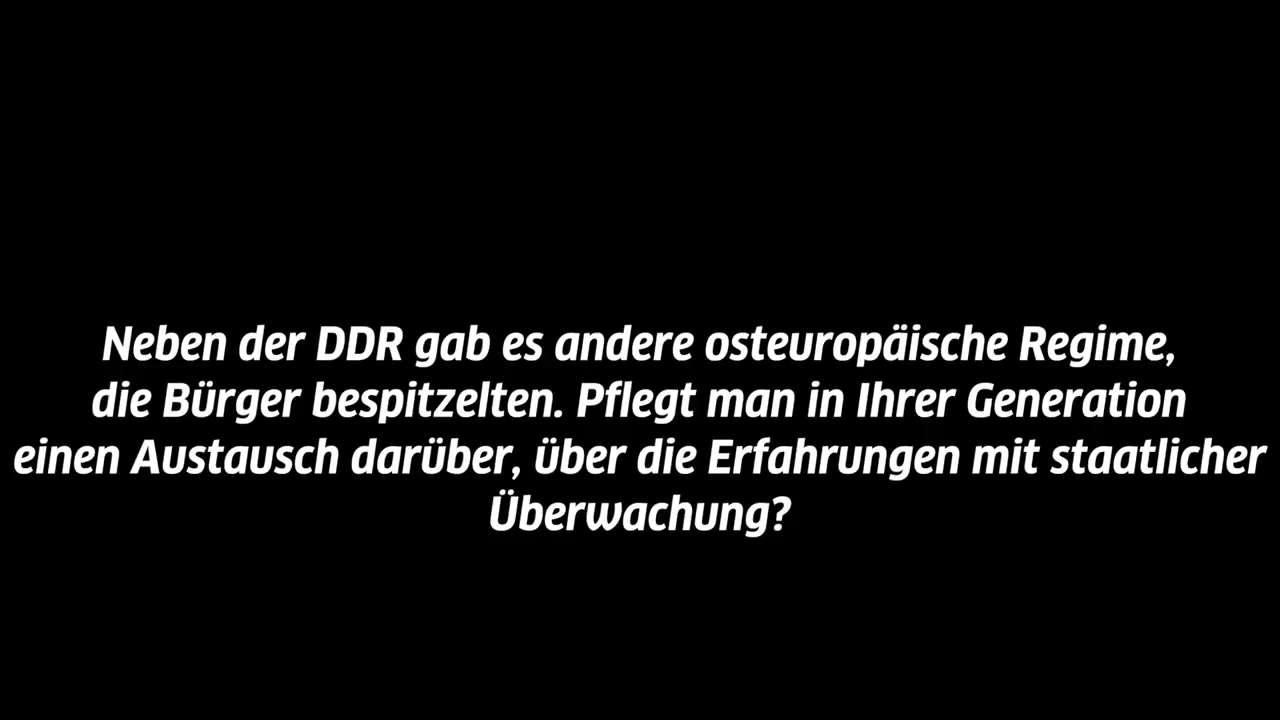 Neben der DDR gab es andere osteuropäische Regime,
die Bürger bespitzelten. Pflegt man in Ihrer Generation
einen Austausch darüber, über die Erfahrungen mit staatlicher
Überwachung?